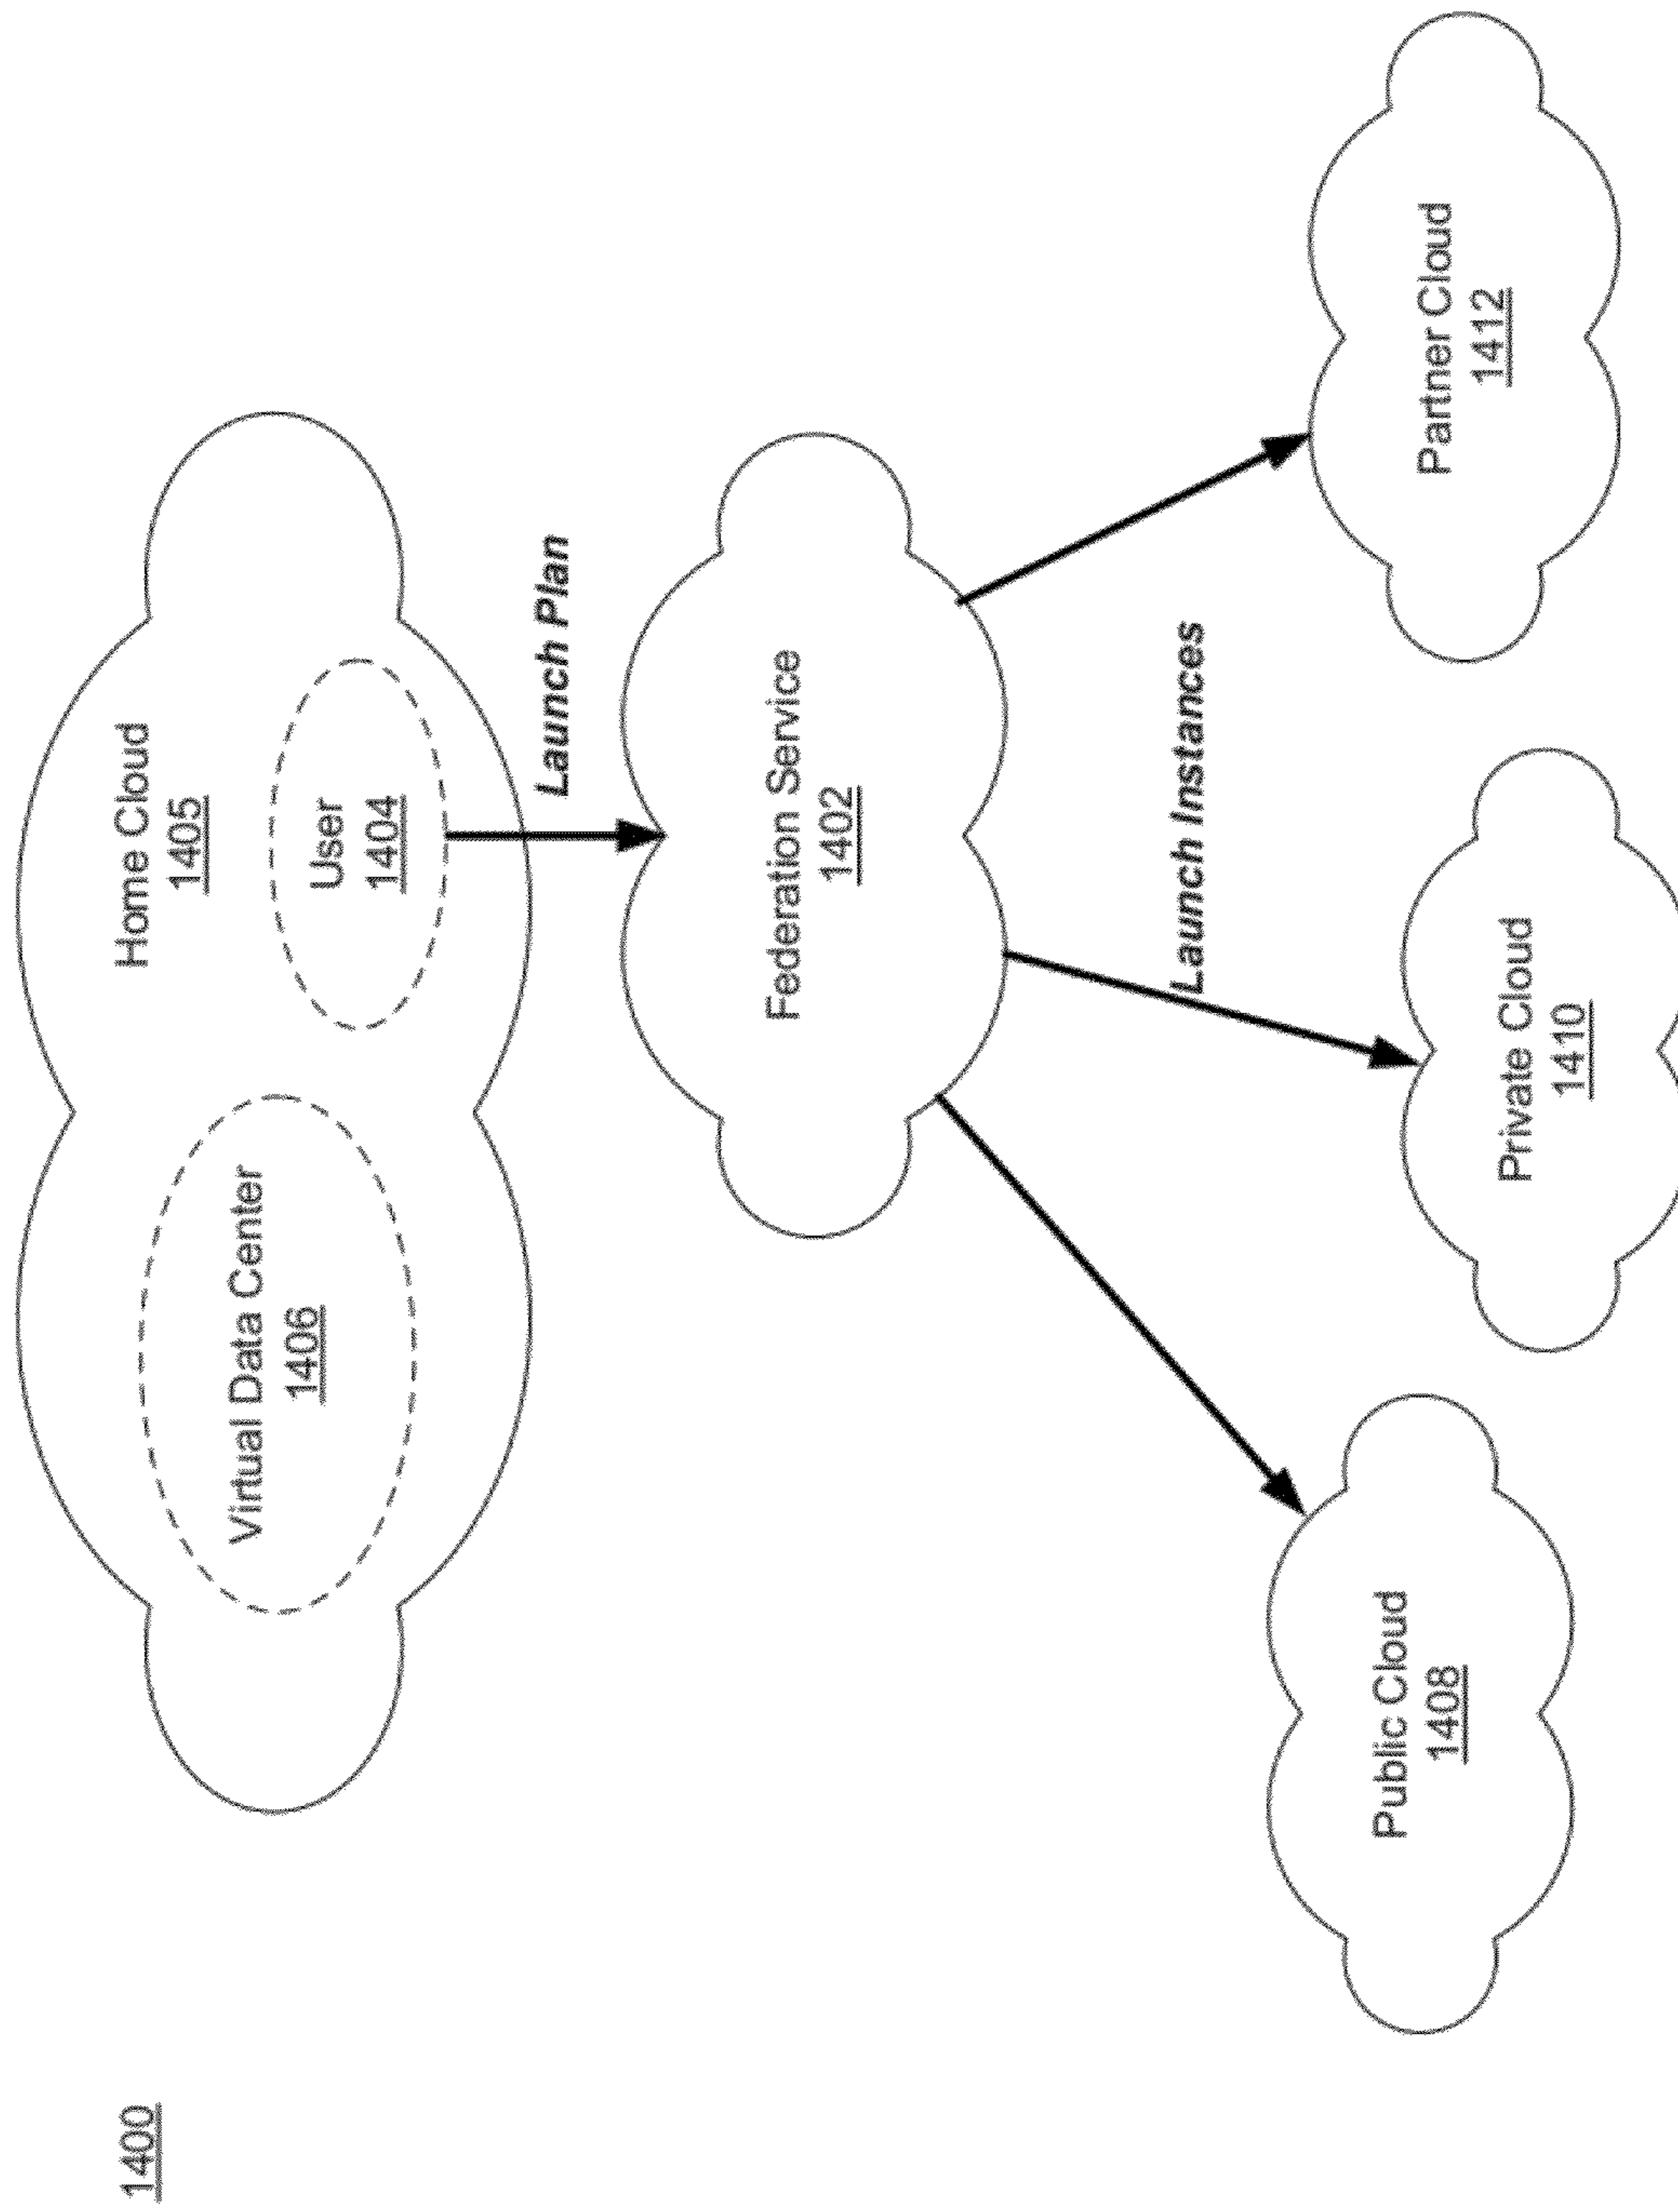 1400
Home Cloud
1405
Virtual Data Center
1406
User
1404
Launch Plan
Federation Service
1402
Launch Instances
Public Cloud
1408
Private Cloud
1410
Partner Cloud
1412